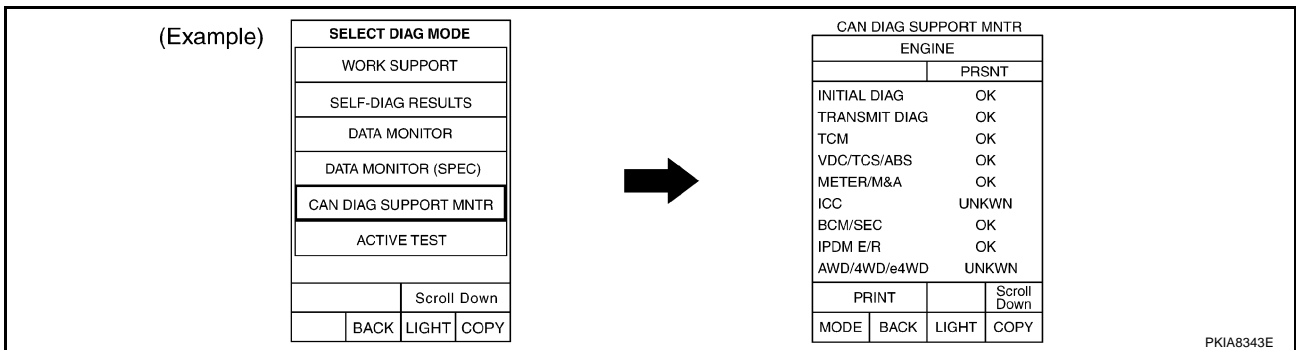 (Example)
SELECT DIAG MODE
WORK SUPPORT
SELF-DIAG RESULTS
DATA MONITOR
DATA MONITOR (SPEC)
CAN DIAG SUPPORT MNTR
ACTIVE TEST
Scroll Down
BACK LIGHT COPY
CAN DIAG SUPPORT MNTR
ENGINE
PRSNT
INITIAL DIAG OK
TRANSMIT DIAG OK
TCM OK
VDC/TCS/ABS OK
METER/M&A OK
ICC UNKWN
BCM/SEC OK
IPDM E/R OK
AWD/4WD/e4WD UNKWN
PRINT Scroll
Down
MODE BACK LIGHT COPY
PKIA8343E